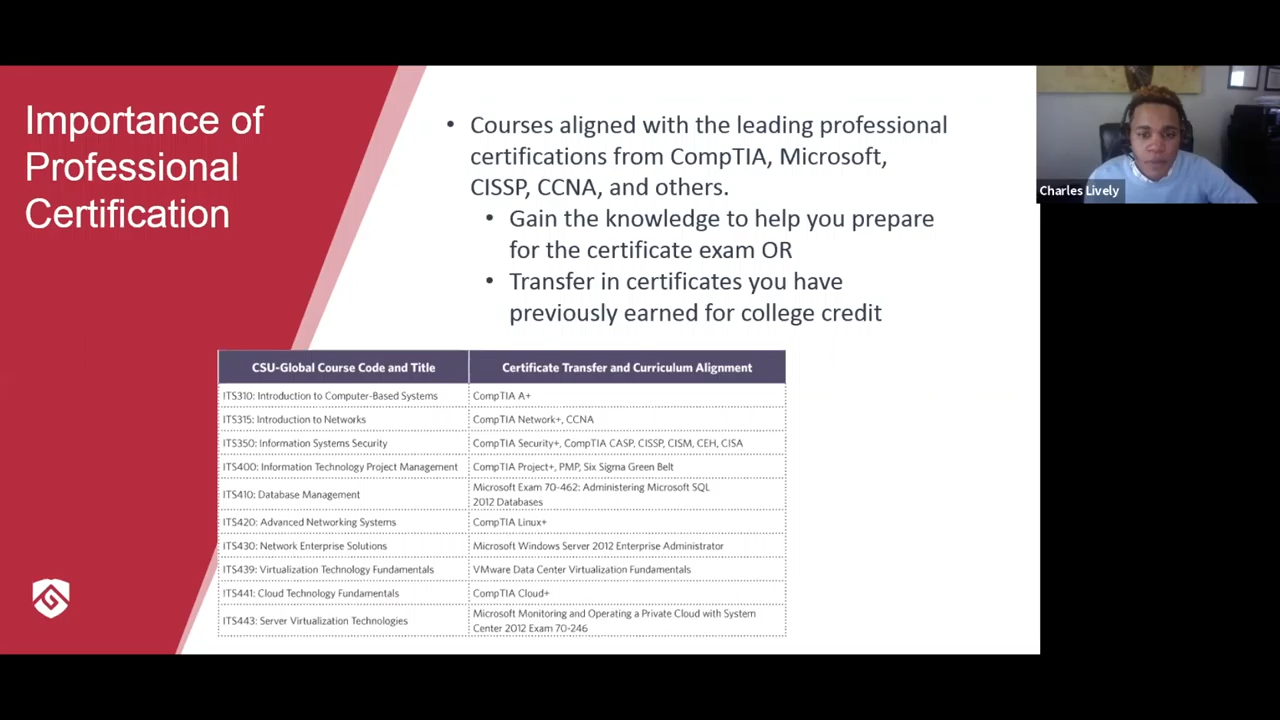 Importance of
Professional
Certification
• Courses aligned with the leading professional
certifications from CompTIA, Microsoft,
CISSP, CCNA, and others.
• Gain the knowledge to help you prepare
for the certificate exam OR
• Transfer in certificates you have
previously earned for college credit
Charles Lively
CSU-Global Course Code and Title Certificate Transfer and Curriculum Alignment
ITS310: Introduction to Computer-Based Systems CompTIA A+
ITS315: Introduction to Networks CompTIA Network+, CCNA
ITS350: Information Systems Security CompTIA Security+, CompTIA CASP, CISSP, CISM, CEH, CISA
ITS400: Information Technology Project Management CompTIA Project+, PMP, Six Sigma Green Belt
ITS410: Database Management Microsoft Exam 70-462: Administering Microsoft SQL
2012 Databases
ITS420: Advanced Networking Systems CompTIA Linux+
ITS430: Network Enterprise Solutions Microsoft Windows Server 2012 Enterprise Administrator
ITS439: Virtualization Technology Fundamentals VMware Data Center Virtualization Fundamentals
ITS441: Cloud Technology Fundamentals CompTIA Cloud+
ITS443: Server Virtualization Technologies Microsoft Monitoring and Operating a Private Cloud with System
Center 2012 Exam 70-246